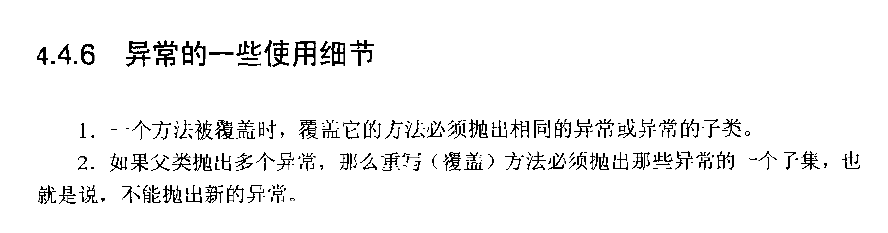 4.4.6 异常的一些使用细节
1. 一个方法被覆盖时，覆盖它的方法必须抛出相同的异常或异常的子类。
2. 如果父类抛出多个异常，那么重写（覆盖）方法必须抛出那些异常的一个子集，也
就是说，不能抛出新的异常。